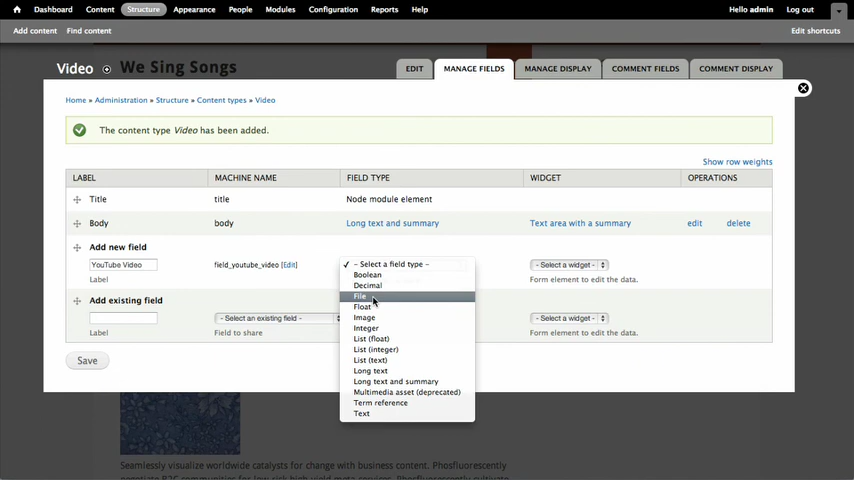 Dashboard Content Structure Appearance People Modules Configuration Reports Help Hello admin Log out
Add content Find content Edit shortcuts
We Sing Songs
Video EDIT MANAGE FIELDS MANAGE DISPLAY COMMENT FIELDS COMMENT DISPLAY
Home » Administration » Structure » Content types » Video
The content type Video has been added.
Show row weights
LABEL MACHINE NAME FIELD TYPE WIDGET OPERATIONS
Title title Node module element
Body body Long text and summary Text area with a summary edit delete
Add new field
YouTube Video field_youtube_video [Edit] ✓ - Select a field type - - Select a widget -
Label Form element to edit the data.
Boolean
Decimal
File
Float
Image
Integer
List (float)
List (integer)
List (text)
Long text
Long text and summary
Multimedia asset (deprecated)
Term reference
Text
Add existing field
- Select an existing field - - Select a widget -
Label Field to share Form element to edit the data.
Save
Seamlessly visualize worldwide catalysts for change with business content. Phosfluorescently